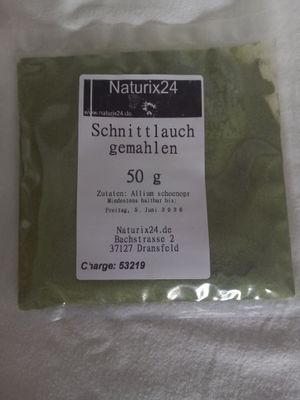 Naturix24
www.naturix24.de
Schnittlauch
gemahlen
50 g
Zutaten: Allium schoenopr
Mindestens haltbar bis:
Freitag, 5. Juni 2026
Naturix24.de
Bachstrasse 2
37127 Dransfeld
Charge: 53219